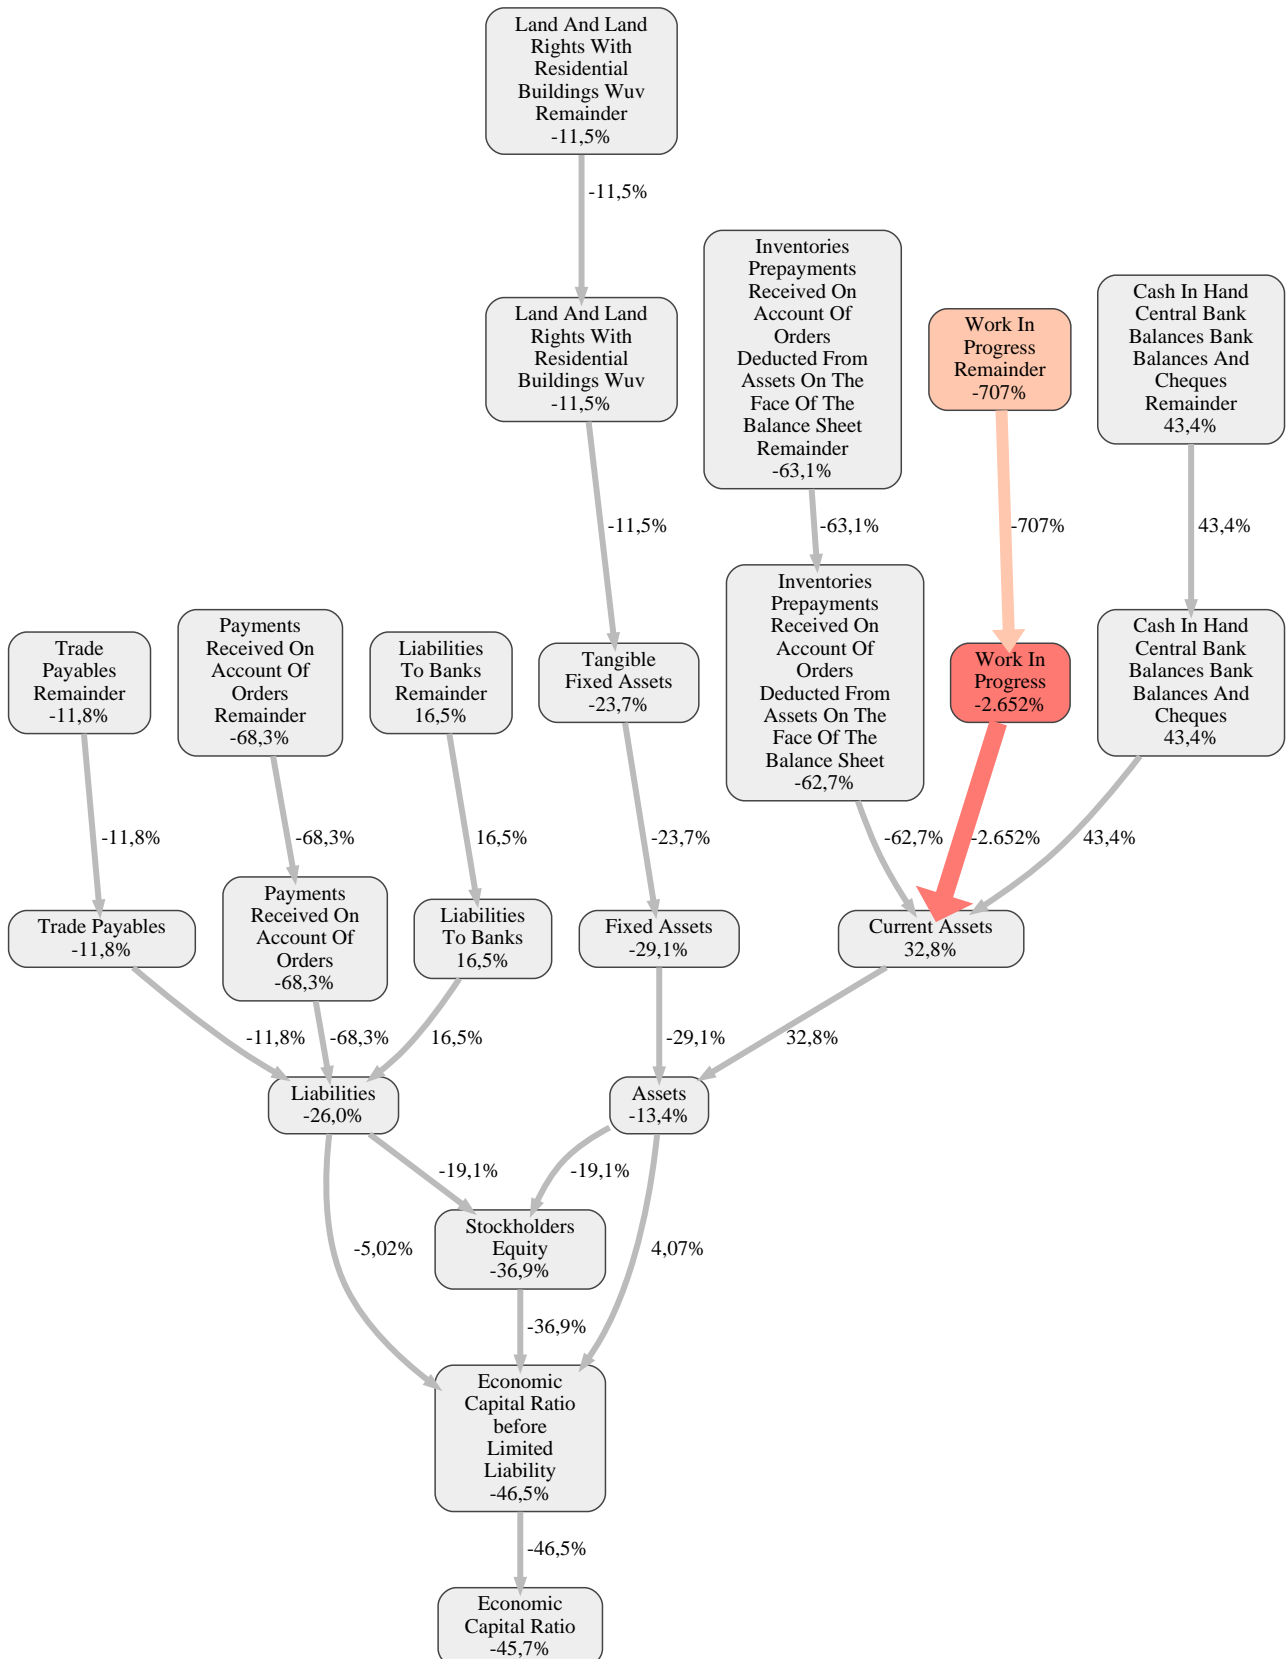 Land And Land
Rights With
Residential
Buildings Wuv
Remainder
-11,5%
-11,5%
Land And Land
Rights With
Residential
Buildings Wuv
-11,5%
Inventories
Prepayments
Received On
Account Of
Orders
Deducted From
Assets On The
Face Of The
Balance Sheet
Remainder
-63,1%
Work In
Progress
Remainder
-707%
Cash In Hand
Central Bank
Balances Bank
Balances And
Cheques
Remainder
43,4%
-11,5%
-63,1%
-707%
43,4%
Trade
Payables
Remainder
-11,8%
Payments
Received On
Account Of
Orders
Remainder
-68,3%
Liabilities
To Banks
Remainder
16,5%
Tangible
Fixed Assets
-23,7%
Inventories
Prepayments
Received On
Account Of
Orders
Deducted From
Assets On The
Face Of The
Balance Sheet
-62,7%
Work In
Progress
-2.652%
Cash In Hand
Central Bank
Balances Bank
Balances And
Cheques
43,4%
-11,8%
-68,3%
16,5%
-23,7%
-62,7%
-2.652%
43,4%
Trade Payables
-11,8%
Payments
Received On
Account Of
Orders
-68,3%
Liabilities
To Banks
16,5%
Fixed Assets
-29,1%
Current Assets
32,8%
-11,8%
-68,3%
16,5%
-29,1%
32,8%
Liabilities
-26,0%
Assets
-13,4%
-19,1%
-19,1%
Stockholders
Equity
-36,9%
-5,02%
4,07%
-36,9%
Economic
Capital Ratio
before
Limited
Liability
-46,5%
-46,5%
Economic
Capital Ratio
-45,7%